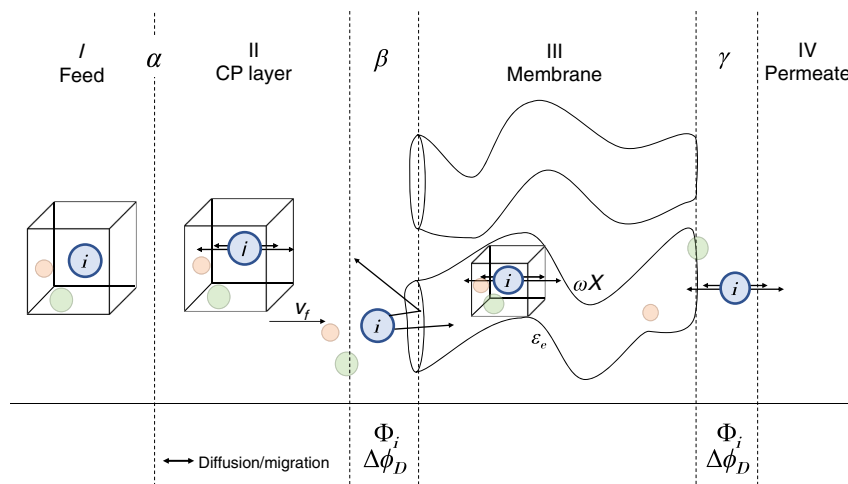 I
Feed
α
II
CP layer
β
III
Membrane
γ
IV
Permeate
i
i
v_f
i
i
ωX
ε_e
i
Diffusion/migration
Φ_i
Δϕ_D
Φ_i
Δϕ_D